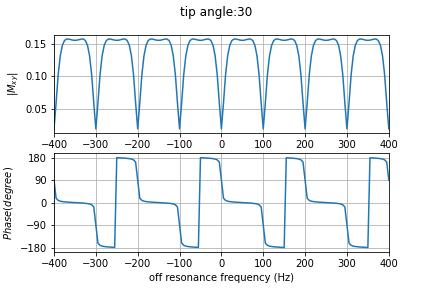 tip angle:30
|Mxy|
0.15
0.10
0.05
−400 −300 −200 −100 0 100 200 300 400
Phase(degree)
180
90
0
−90
−180
−400 −300 −200 −100 0 100 200 300 400
off resonance frequency (Hz)